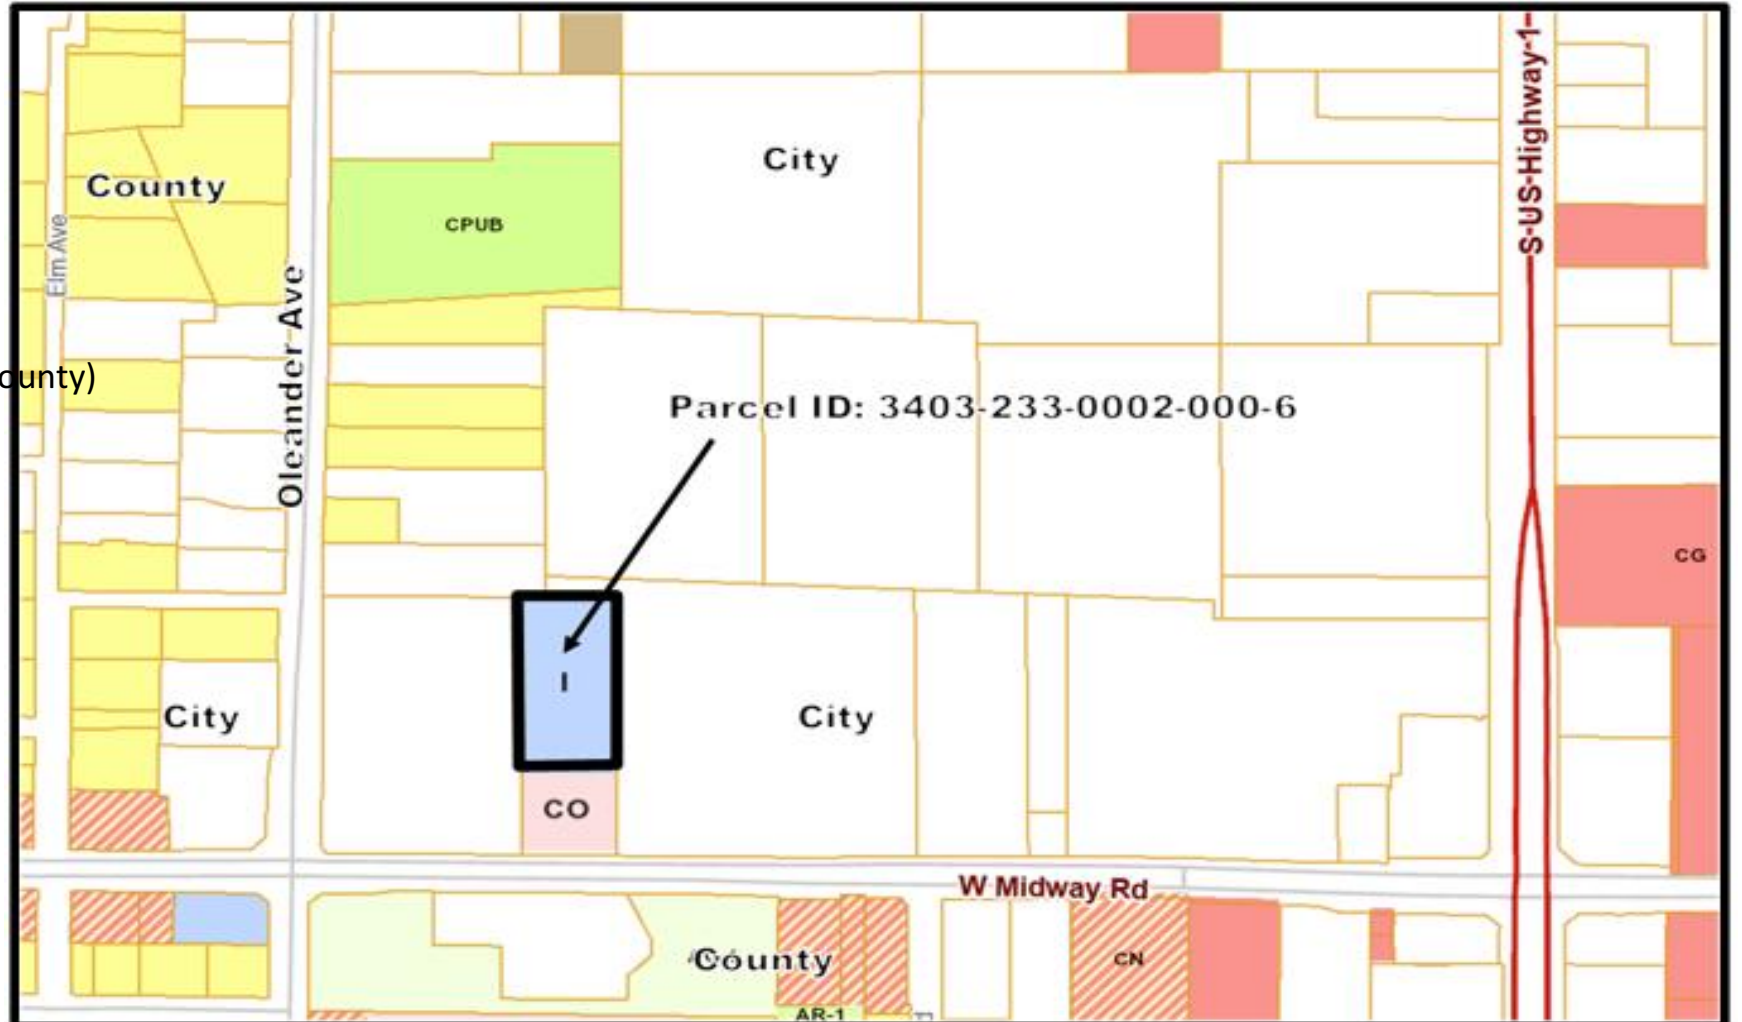 S-US-Highway-1
City
County
CPUB
Elm Ave
Oleander Ave
ounty)
Parcel ID: 3403-233-0002-000-6
CG
I
City
City
CO
W Midway Rd
County
CN
AR-1